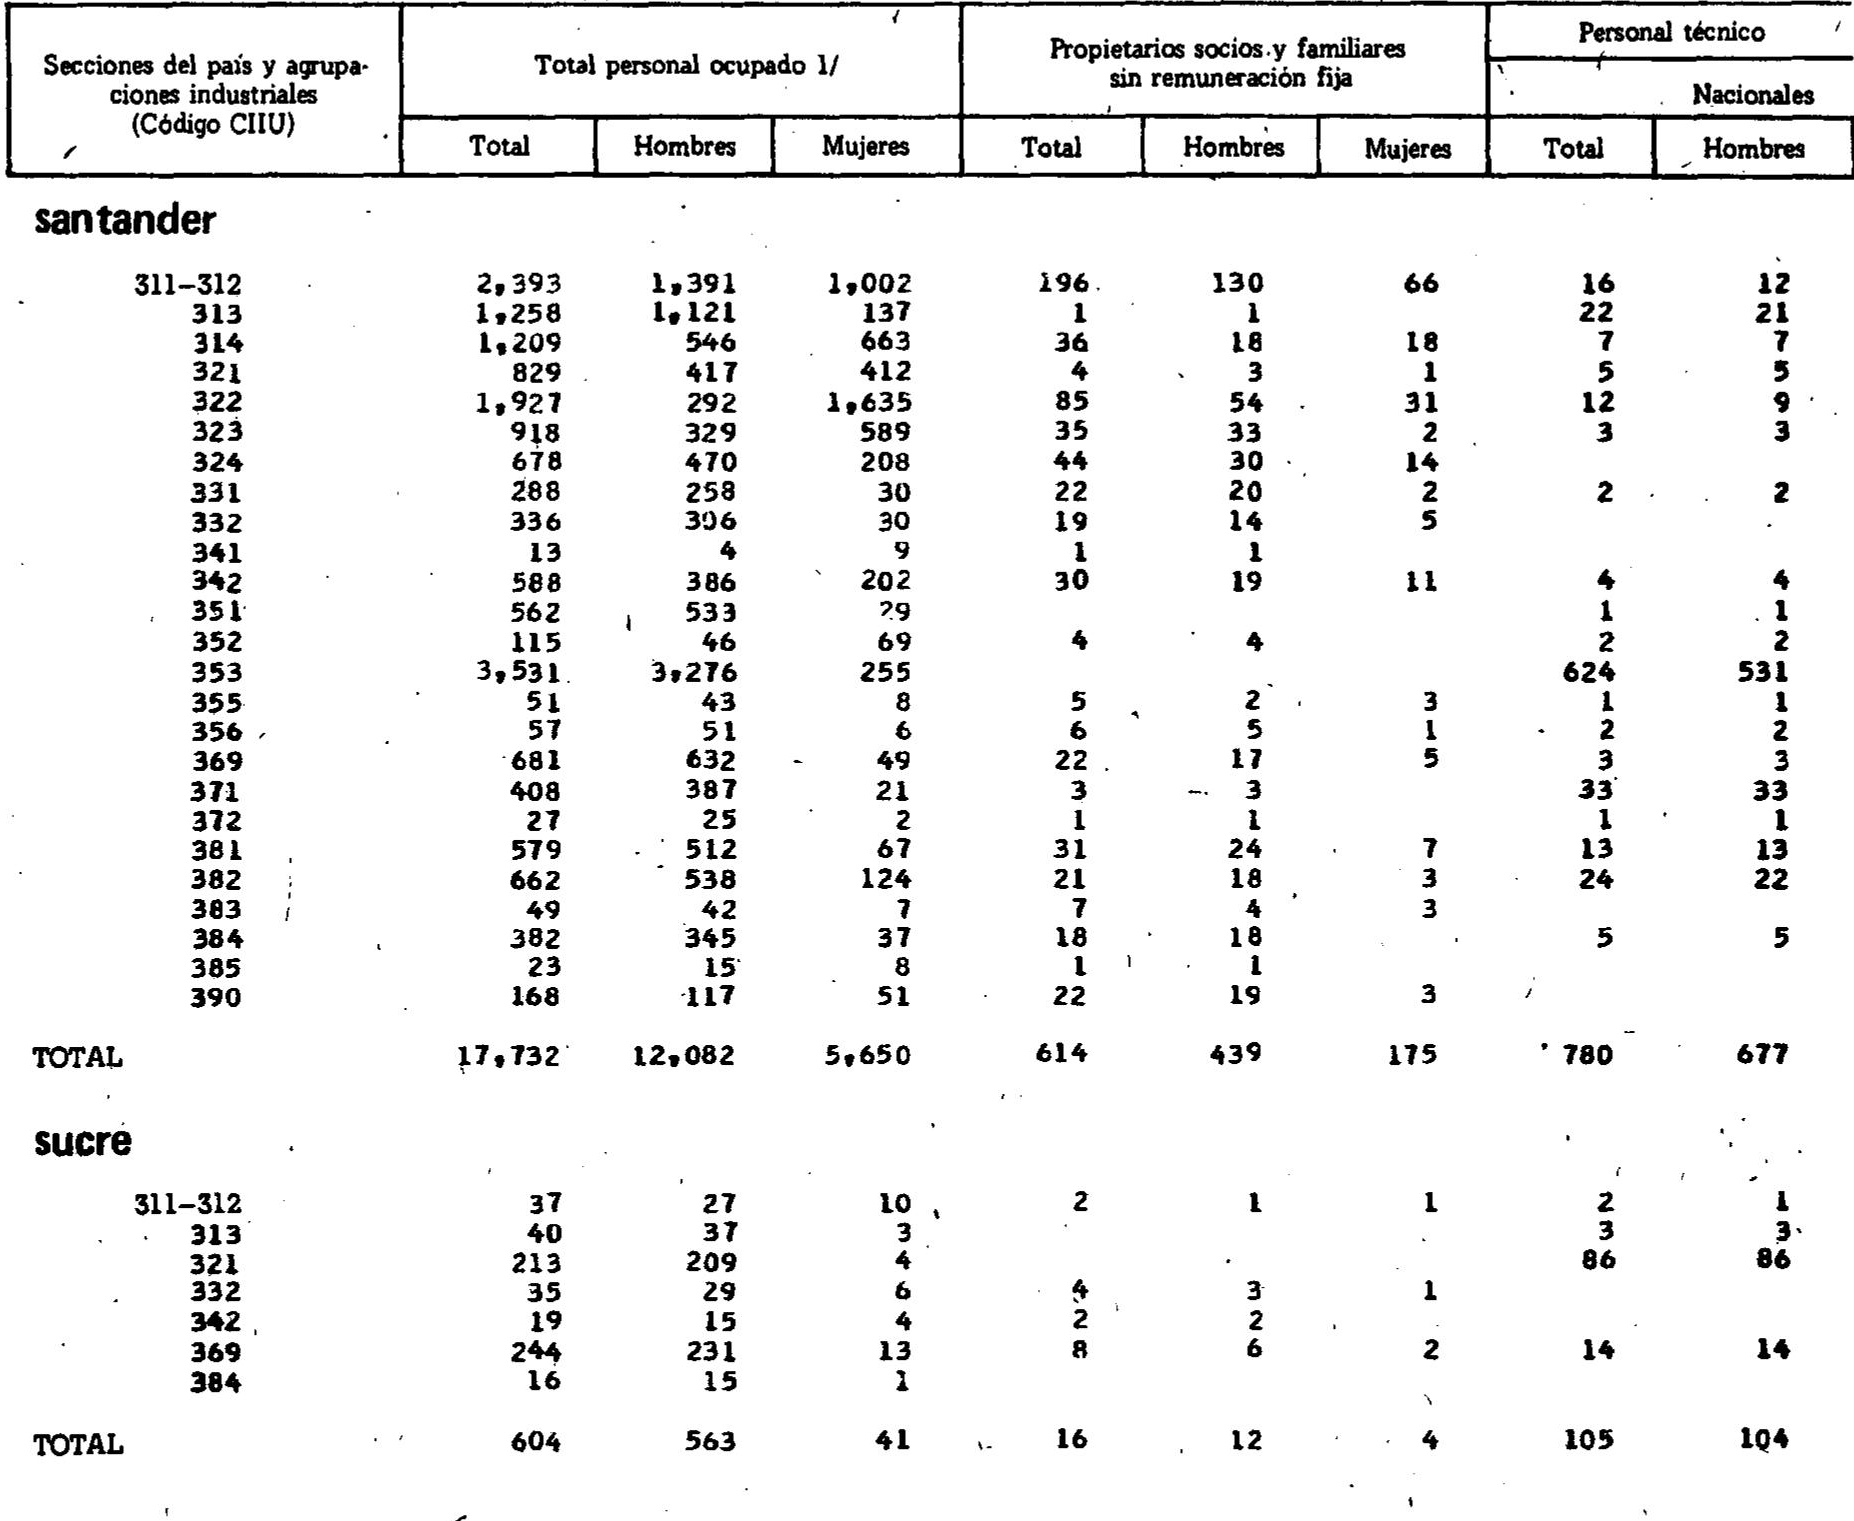 Secciones del país y agrupa-
ciones industriales
(Código CIIU)
Total personal ocupado 1/
Propietarios socios y familiares
sin remuneración fija
Personal técnico
Nacionales
Total Hombres Mujeres Total Hombres Mujeres Total Hombres
santander
311-312 2,393 1,391 1,002 196 130 66 16 12
313 1,258 1,121 137 1 1 22 21
314 1,209 546 663 36 18 18 7 7
321 829 417 412 4 3 1 5 5
322 1,927 292 1,635 85 54 31 12 9
323 918 329 589 35 33 2 3 3
324 678 470 208 44 30 14
331 288 258 30 22 20 2 2 2
332 336 306 30 19 14 5
341 13 4 9 1 1
342 588 386 202 30 19 11 4 4
351 562 533 29 1 1
352 115 46 69 4 4 2 2
353 3,531 3,276 255 624 531
355 51 43 8 5 2 3 1 1
356 57 51 6 6 5 1 2 2
369 681 632 49 22 17 5 3 3
371 408 387 21 3 3 33 33
372 27 25 2 1 1 1 1
381 579 512 67 31 24 7 13 13
382 662 538 124 21 18 3 24 22
383 49 42 7 7 4 3
384 382 345 37 18 18 5 5
385 23 15 8 1 1
390 168 117 51 22 19 3
TOTAL 17,732 12,082 5,650 614 439 175 780 677
sucre
311-312 37 27 10 2 1 1 2 1
313 40 37 3 3 3
321 213 209 4 86 86
332 35 29 6 4 3 1
342 19 15 4 2 2
369 244 231 13 8 6 2 14 14
384 16 15 1
TOTAL 604 563 41 16 12 4 105 104